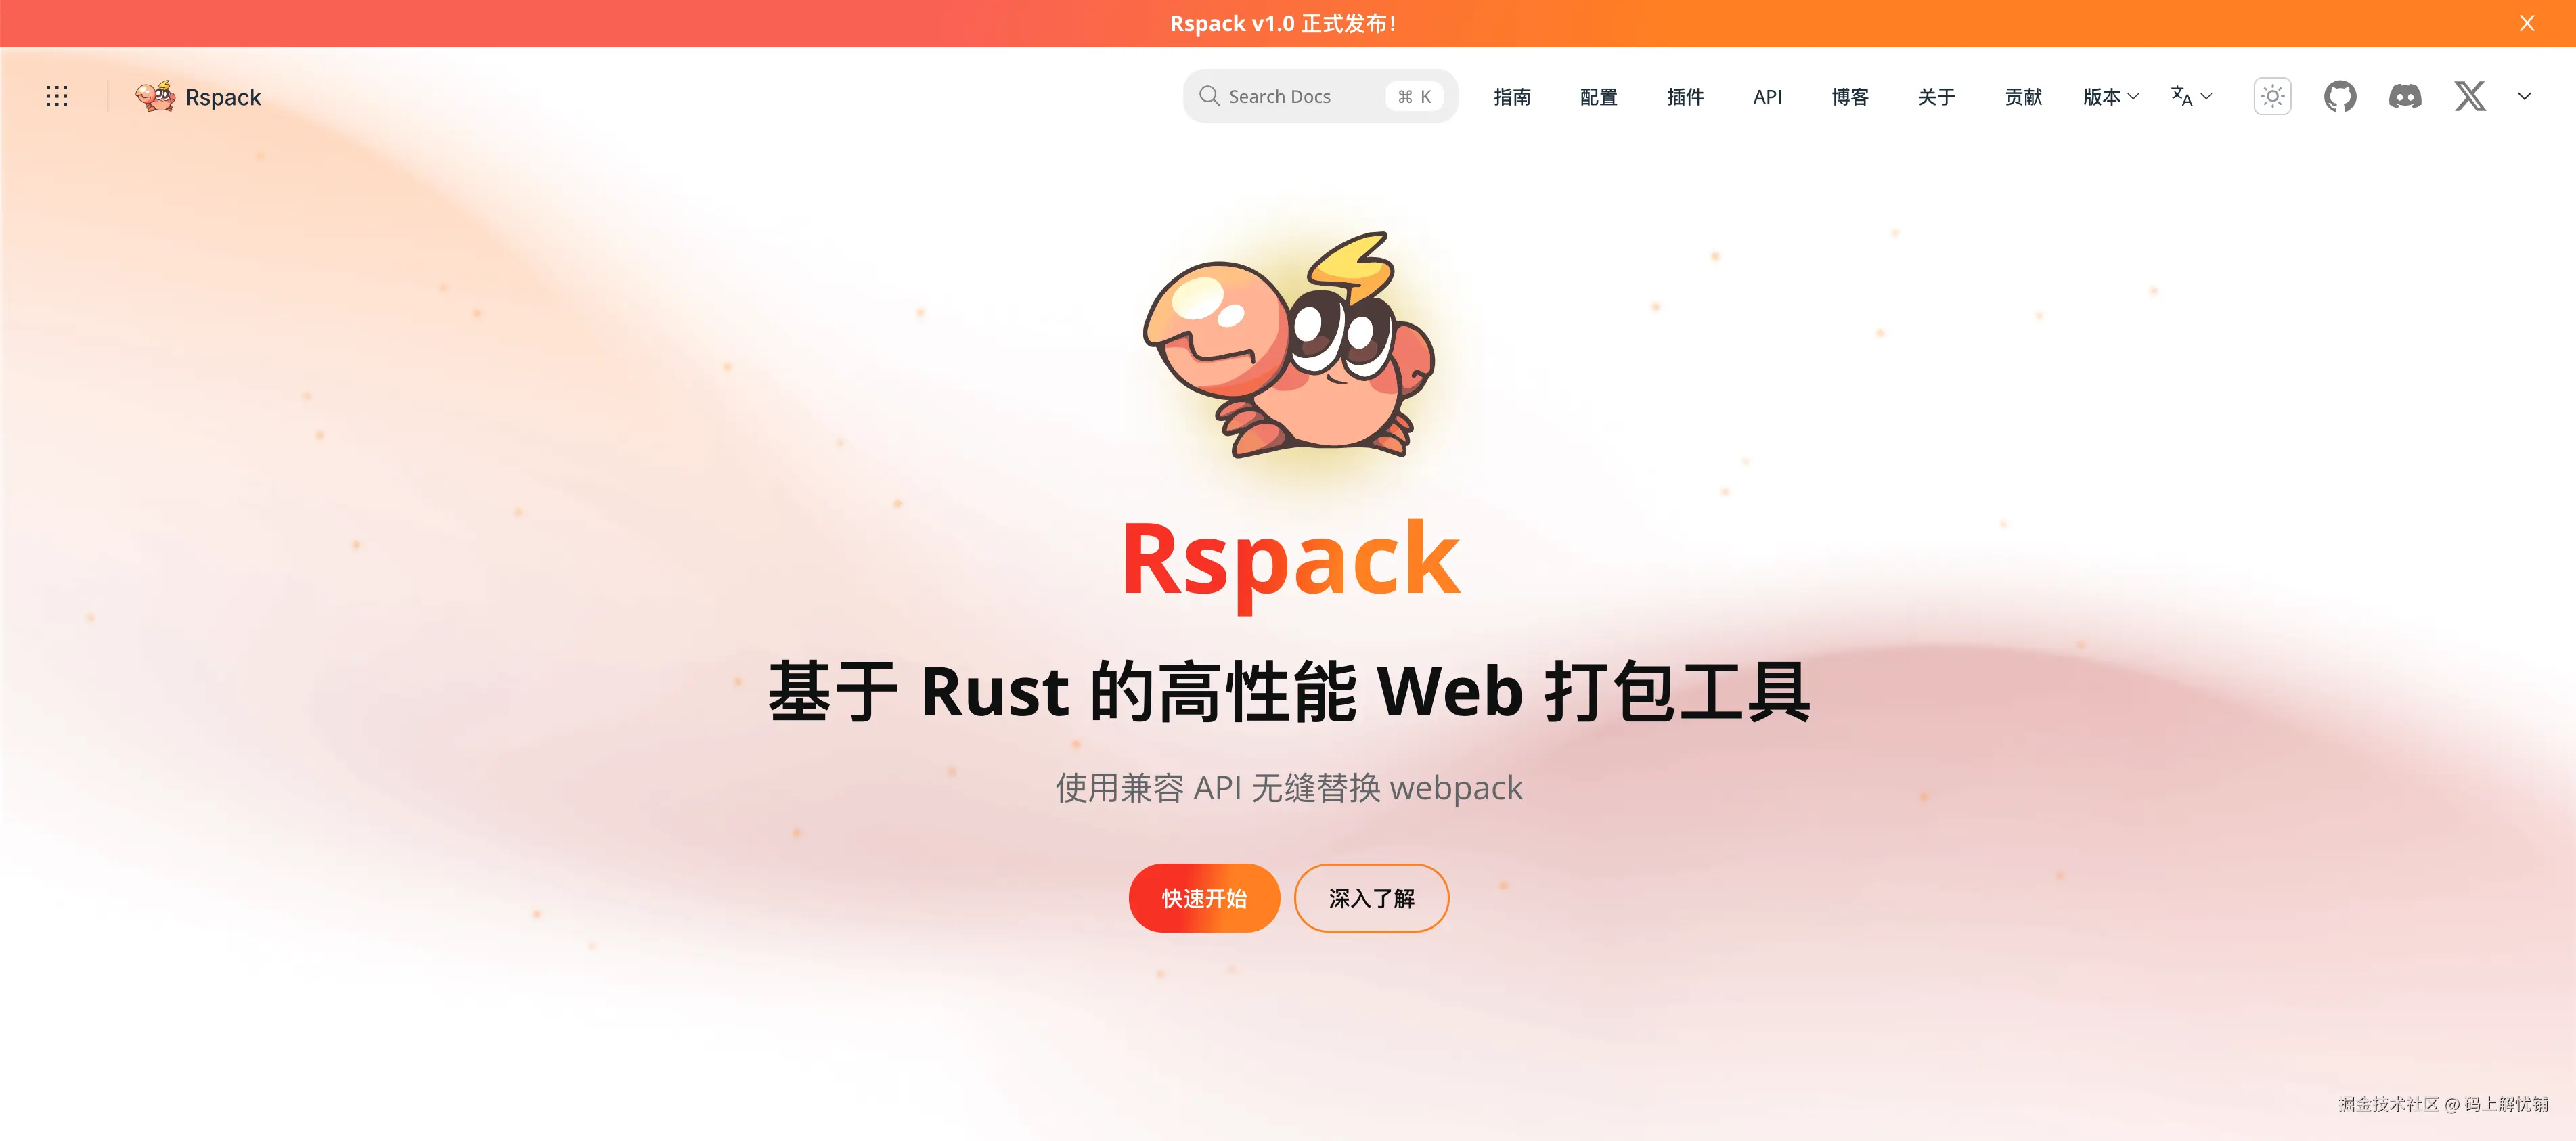 Rspack v1.0 正式发布!
Rspack
Search Docs ⌘ K 指南 配置 插件 API 博客 关于 贡献 版本
Rspack
基于 Rust 的高性能 Web 打包工具
使用兼容 API 无缝替换 webpack
快速开始 深入了解
掘金技术社区 @ 码上解忧铺